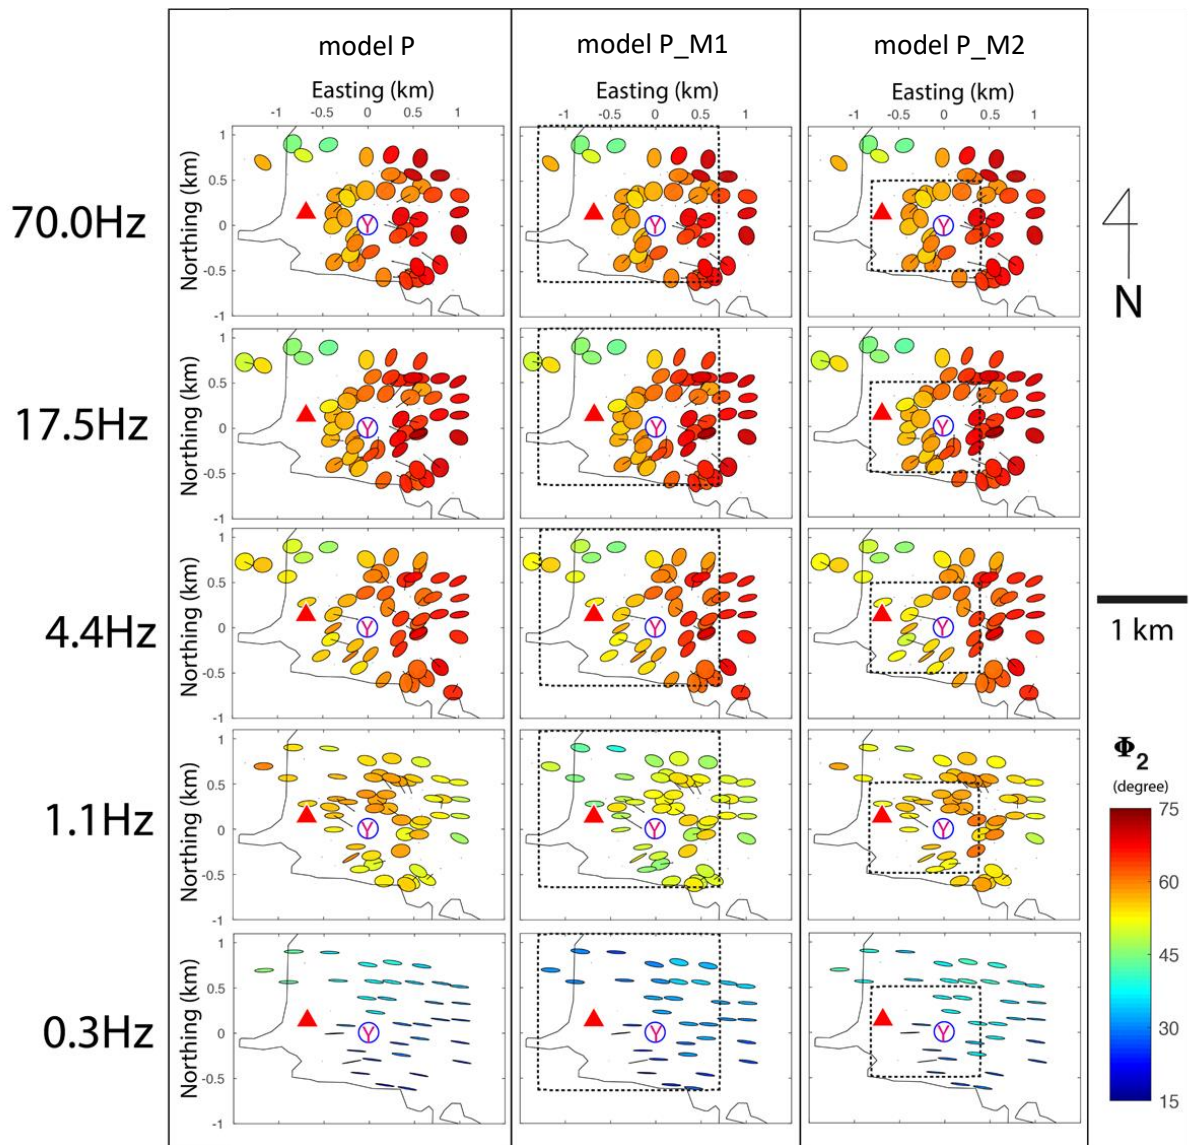 model P model P_M1 model P_M2
Easting (km) Easting (km) Easting (km)
-1 -0.5 0 0.5 1 -1 -0.5 0 0.5 1 -1 -0.5 0 0.5 1
70.0Hz
Northing (km)
1
0.5
0
-0.5
-1
Y Y Y
N
17.5Hz
Northing (km)
1
0.5
0
-0.5
-1
Y Y Y
4.4Hz
Northing (km)
1
0.5
0
-0.5
-1
Y Y Y
1 km
1.1Hz
Northing (km)
1
0.5
0
-0.5
-1
Y Y Y
Φ2
(degree)
75
60
45
30
15
0.3Hz
Northing (km)
1
0.5
0
-0.5
-1
Y Y Y